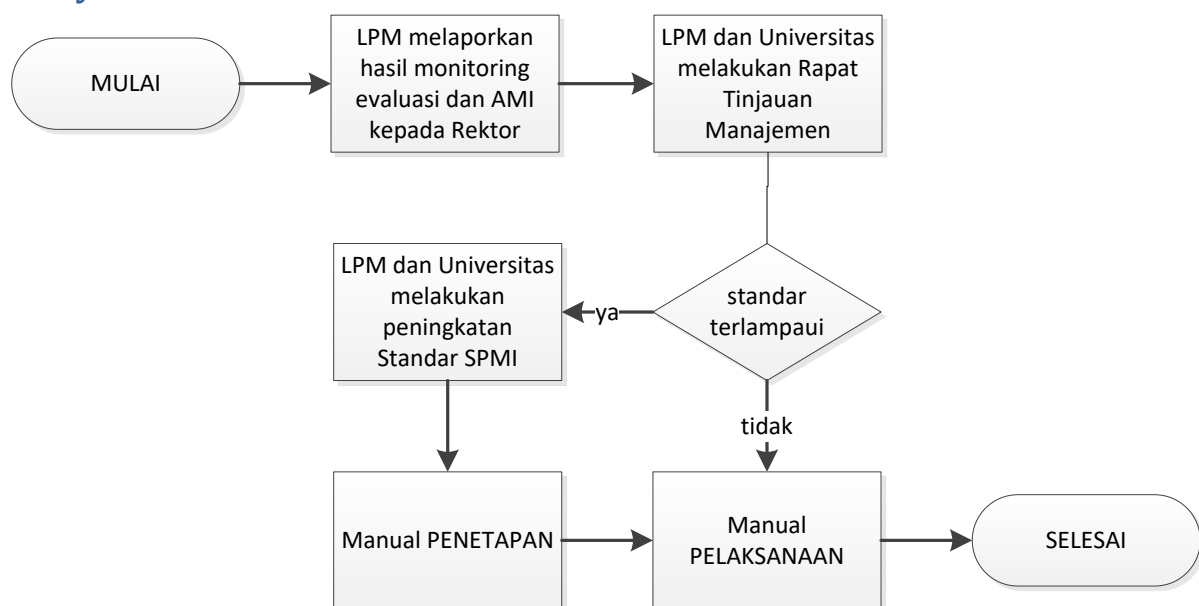 MULAI
LPM melaporkan
hasil monitoring
evaluasi dan AMI
kepada Rektor
LPM dan Universitas
melakukan Rapat
Tinjauan
Manajemen
LPM dan Universitas
melakukan
peningkatan
Standar SPMI
ya
standar
terlampaui
tidak
Manual PENETAPAN
Manual
PELAKSANAAN
SELESAI